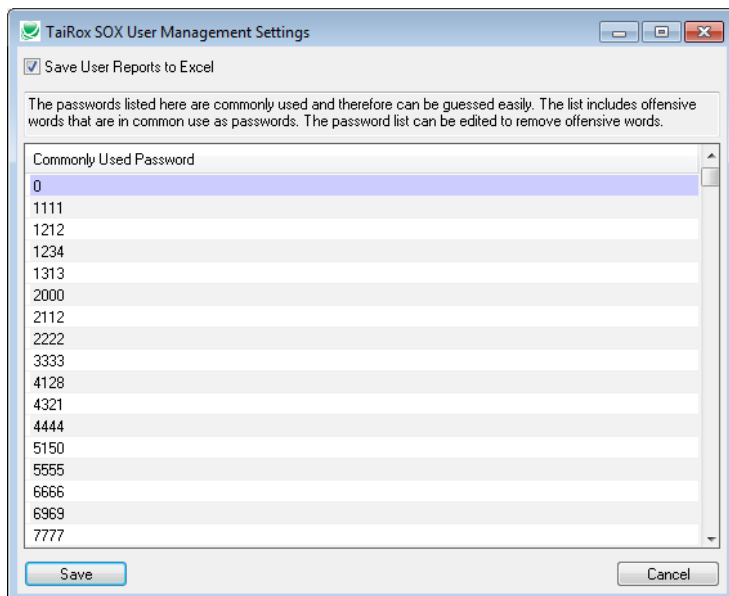 TaiRox SOX User Management Settings
Save User Reports to Excel
The passwords listed here are commonly used and therefore can be guessed easily. The list includes offensive
words that are in common use as passwords. The password list can be edited to remove offensive words.
Commonly Used Password
0
1111
1212
1234
1313
2000
2112
2222
3333
4128
4321
4444
5150
5555
6666
6969
7777
Save
Cancel